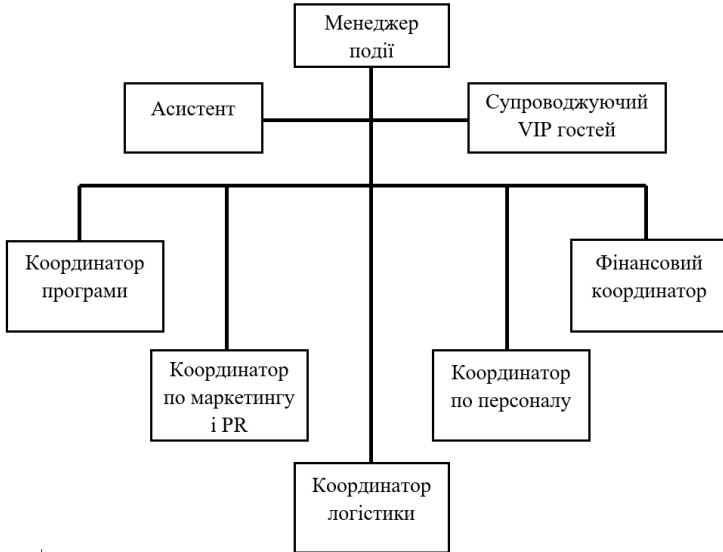 Менеджер
події
Асистент
Супроводжуючий
VIP гостей
Координатор
програми
Фінансовий
координатор
Координатор
по маркетингу
і PR
Координатор
по персоналу
Координатор
логістики